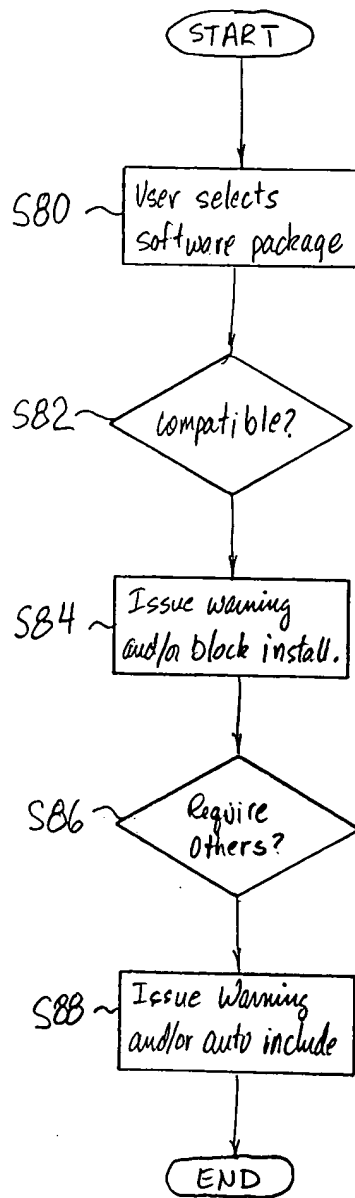 START
S80
User selects
software package
S82
Compatible?
S84
Issue warning
and/or block install.
S86
Require
Others?
S88
Issue Warning
and/or auto include
END